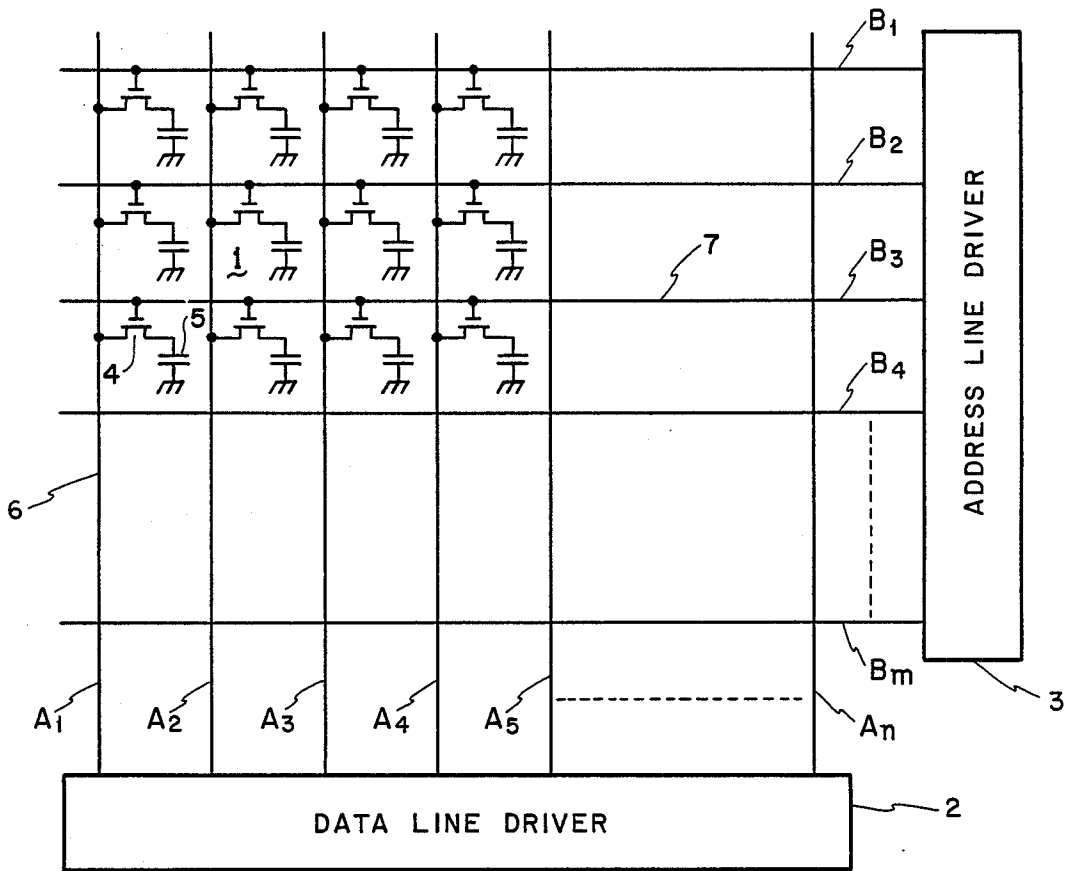 B1
B2
1
7
B3
5
4
B4
6
Bm
3
A1
A2
A3
A4
A5
An
2
DATA LINE DRIVER
ADDRESS LINE DRIVER